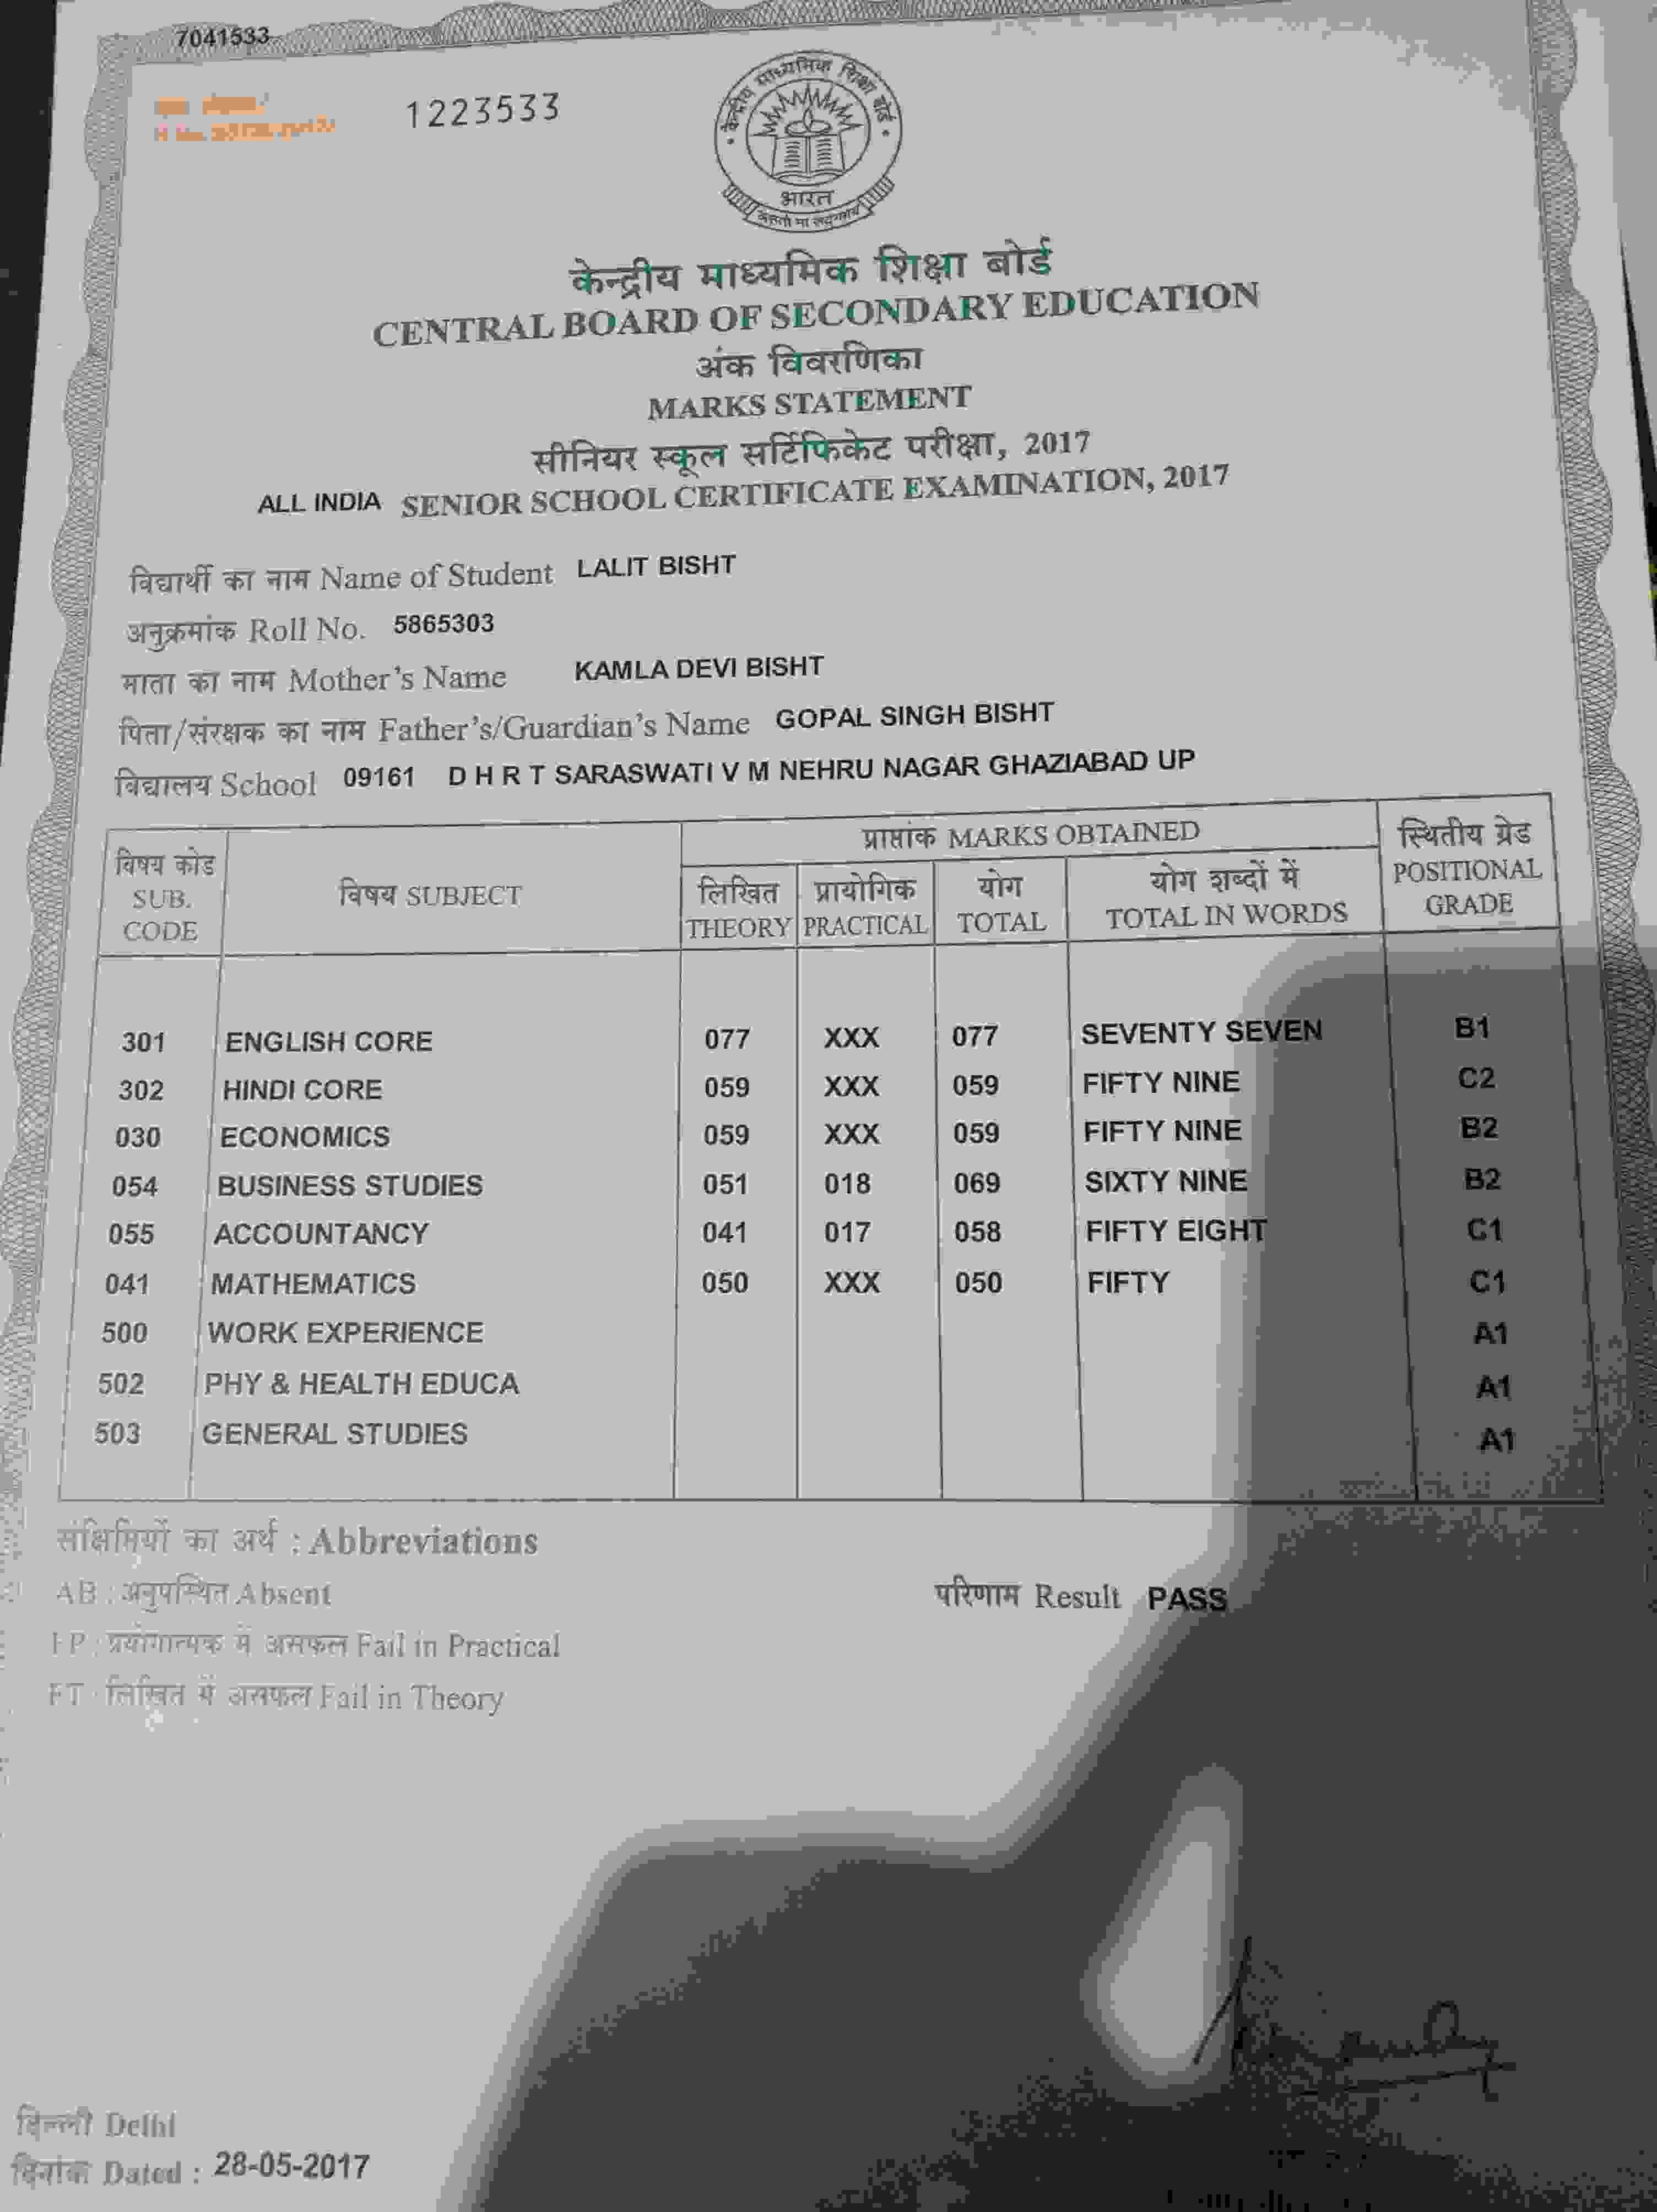 7041533
1223533
केन्द्रीय माध्यमिक शिक्षा बोर्ड
भारत
असतो मा सद्गमय
केन्द्रीय माध्यमिक शिक्षा बोर्ड
CENTRAL BOARD OF SECONDARY EDUCATION
अंक विवरणिका
MARKS STATEMENT
सीनियर स्कूल सर्टिफिकेट परीक्षा, 2017
ALL INDIA SENIOR SCHOOL CERTIFICATE EXAMINATION, 2017
विद्यार्थी का नाम Name of Student LALIT BISHT
अनुक्रमांक Roll No. 5865303
माता का नाम Mother's Name KAMLA DEVI BISHT
पिता/संरक्षक का नाम Father's/Guardian's Name GOPAL SINGH BISHT
विद्यालय School 09161 D H R T SARASWATI V M NEHRU NAGAR GHAZIABAD UP
विषय कोड SUB. CODE
विषय SUBJECT
प्राप्तांक MARKS OBTAINED
लिखित THEORY
प्रायोगिक PRACTICAL
योग TOTAL
योग शब्दों में TOTAL IN WORDS
स्थितीय ग्रेड POSITIONAL GRADE
301 ENGLISH CORE 077 XXX 077 SEVENTY SEVEN B1
302 HINDI CORE 059 XXX 059 FIFTY NINE C2
030 ECONOMICS 059 XXX 059 FIFTY NINE B2
054 BUSINESS STUDIES 051 018 069 SIXTY NINE B2
055 ACCOUNTANCY 041 017 058 FIFTY EIGHT C1
041 MATHEMATICS 050 XXX 050 FIFTY C1
500 WORK EXPERIENCE A1
502 PHY & HEALTH EDUCA A1
503 GENERAL STUDIES A1
संक्षिप्तियों का अर्थ : Abbreviations
AB : अनुपस्थित Absent
परिणाम Result PASS
FP : प्रयोगात्मक में असफल Fail in Practical
FT : लिखित में असफल Fail in Theory
दिल्ली Delhi
दिनांक Dated : 28-05-2017